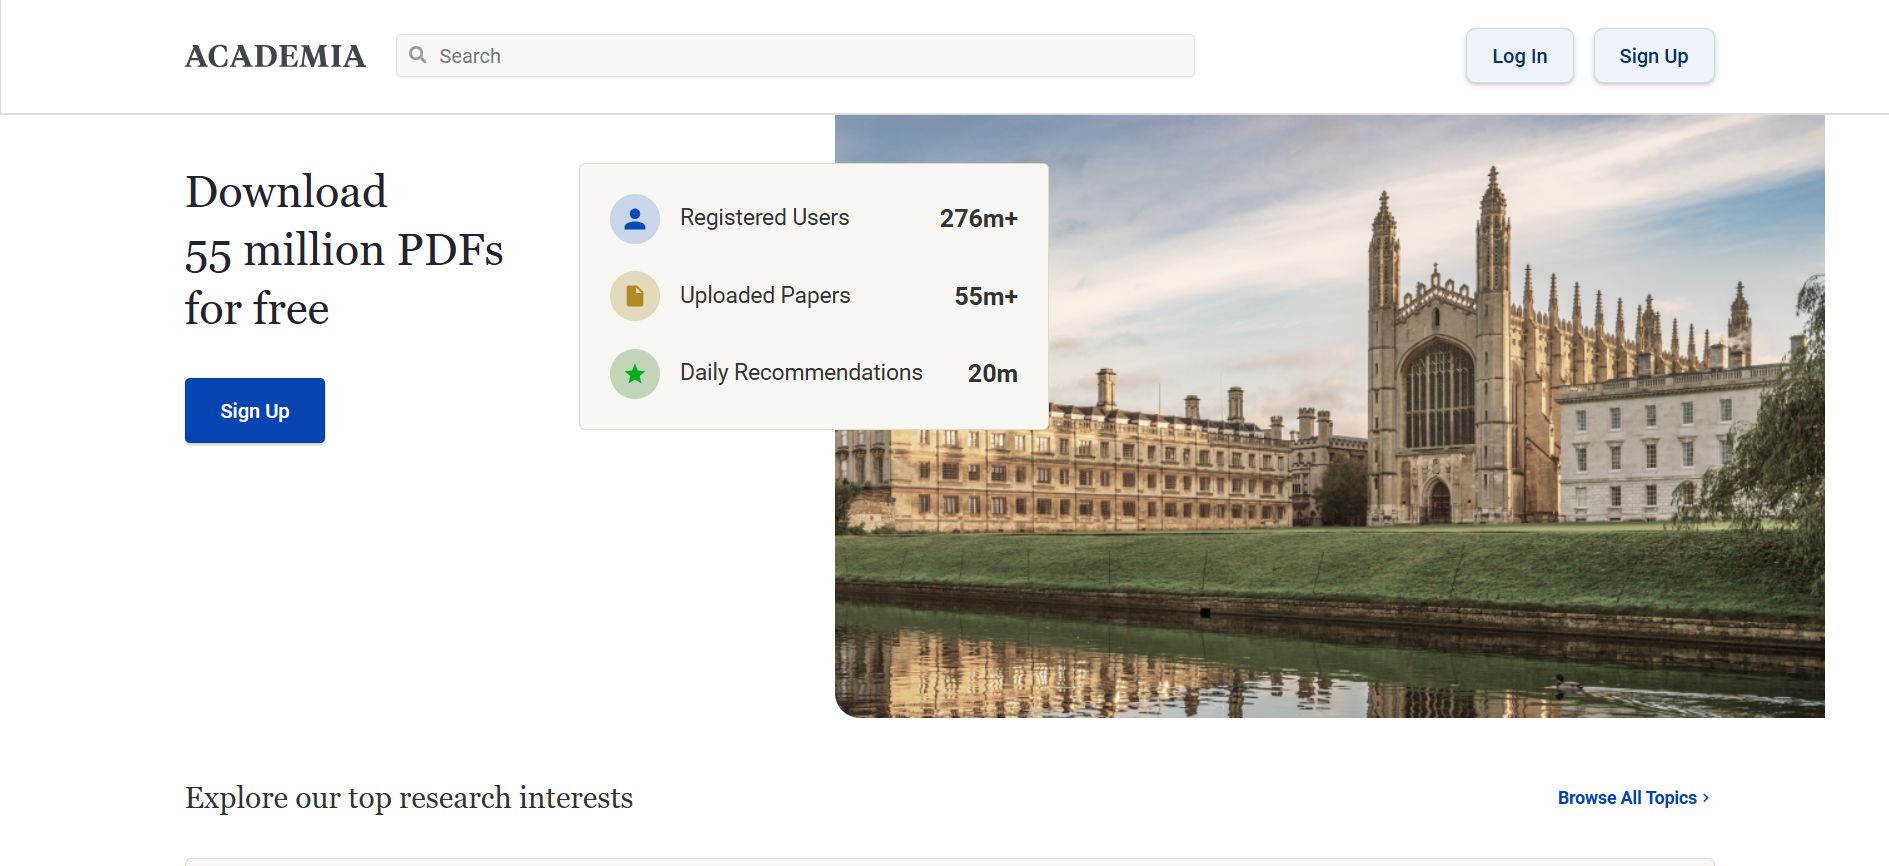 ACADEMIA
Search
Log In
Sign Up
Download
55 million PDFs
for free
Sign Up
Registered Users 276m+
Uploaded Papers 55m+
Daily Recommendations 20m
Explore our top research interests
Browse All Topics >